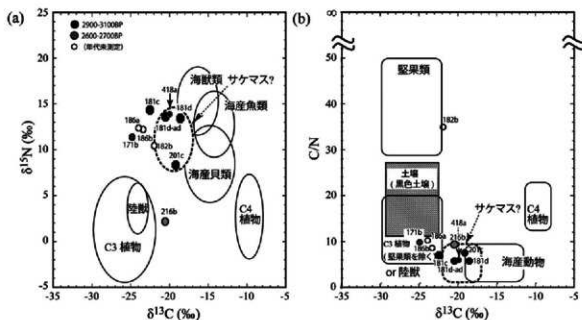 (a)
● 2900-3100BP
● 2600-2700BP
○ (年代未測定)
δ15N (‰)
20
15
10
5
0
-5
海獣類
サケマス?
418a
181c
181d
海産魚類
186a
181d-ad
186b
171b
182b
201c
海産貝類
陸獣
216b
C3 植物
C4
植物
-35 -30 -25 -20 -15 -10 -5
δ13C (‰)
(b)
C/N
∞
50
40
30
20
10
0
堅果類
182b
土壌
(黒色土壌)
C4
植物
418a
サケマス?
171b
186a
216b
C3 植物
186b
201c
(堅果類を除く)
181c
181d
181d-ad
or 陸獣
海産動物
-35 -30 -25 -20 -15 -10 -5
δ13C (‰)